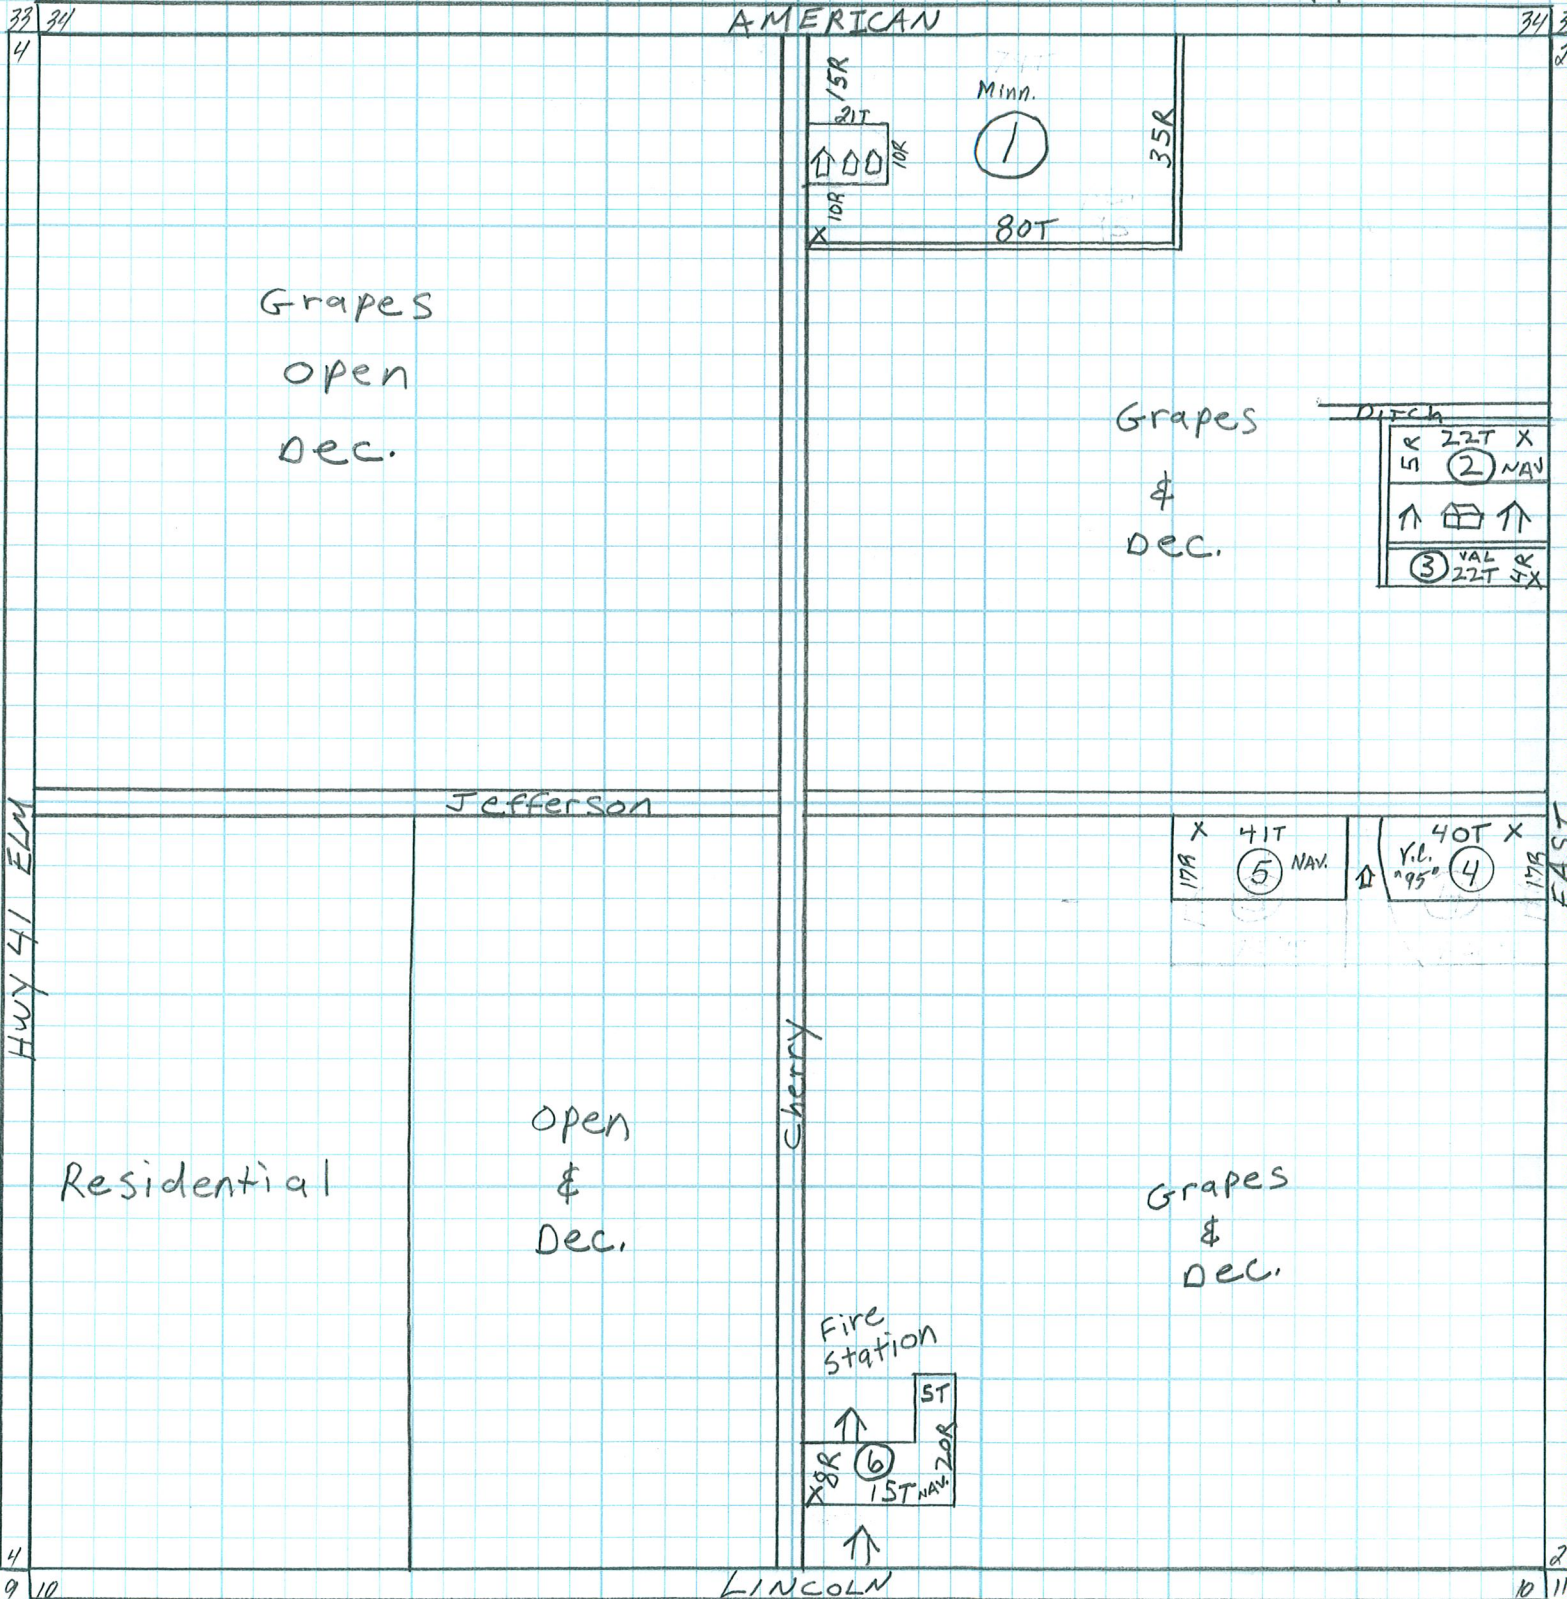 33 34
AMERICAN
34
4
15R
Minn.
21T
1
35R
10R
10R
X
80T
Grapes
Open
Dec.
Grapes
&
Dec.
Ditch
5R 22T X
2 NAV
3 VAL
22T 4R
X
Jefferson
HWY 41 ELM
EAST
X 41T
17R 5 NAV.
40T X
V.L.
"95" 4 17R
Cherry
Residential
Open
&
Dec.
Grapes
&
Dec.
Fire
Station
5T
20R
8R 6
X 15T NAV.
4
2
9 10
LINCOLN
10 11